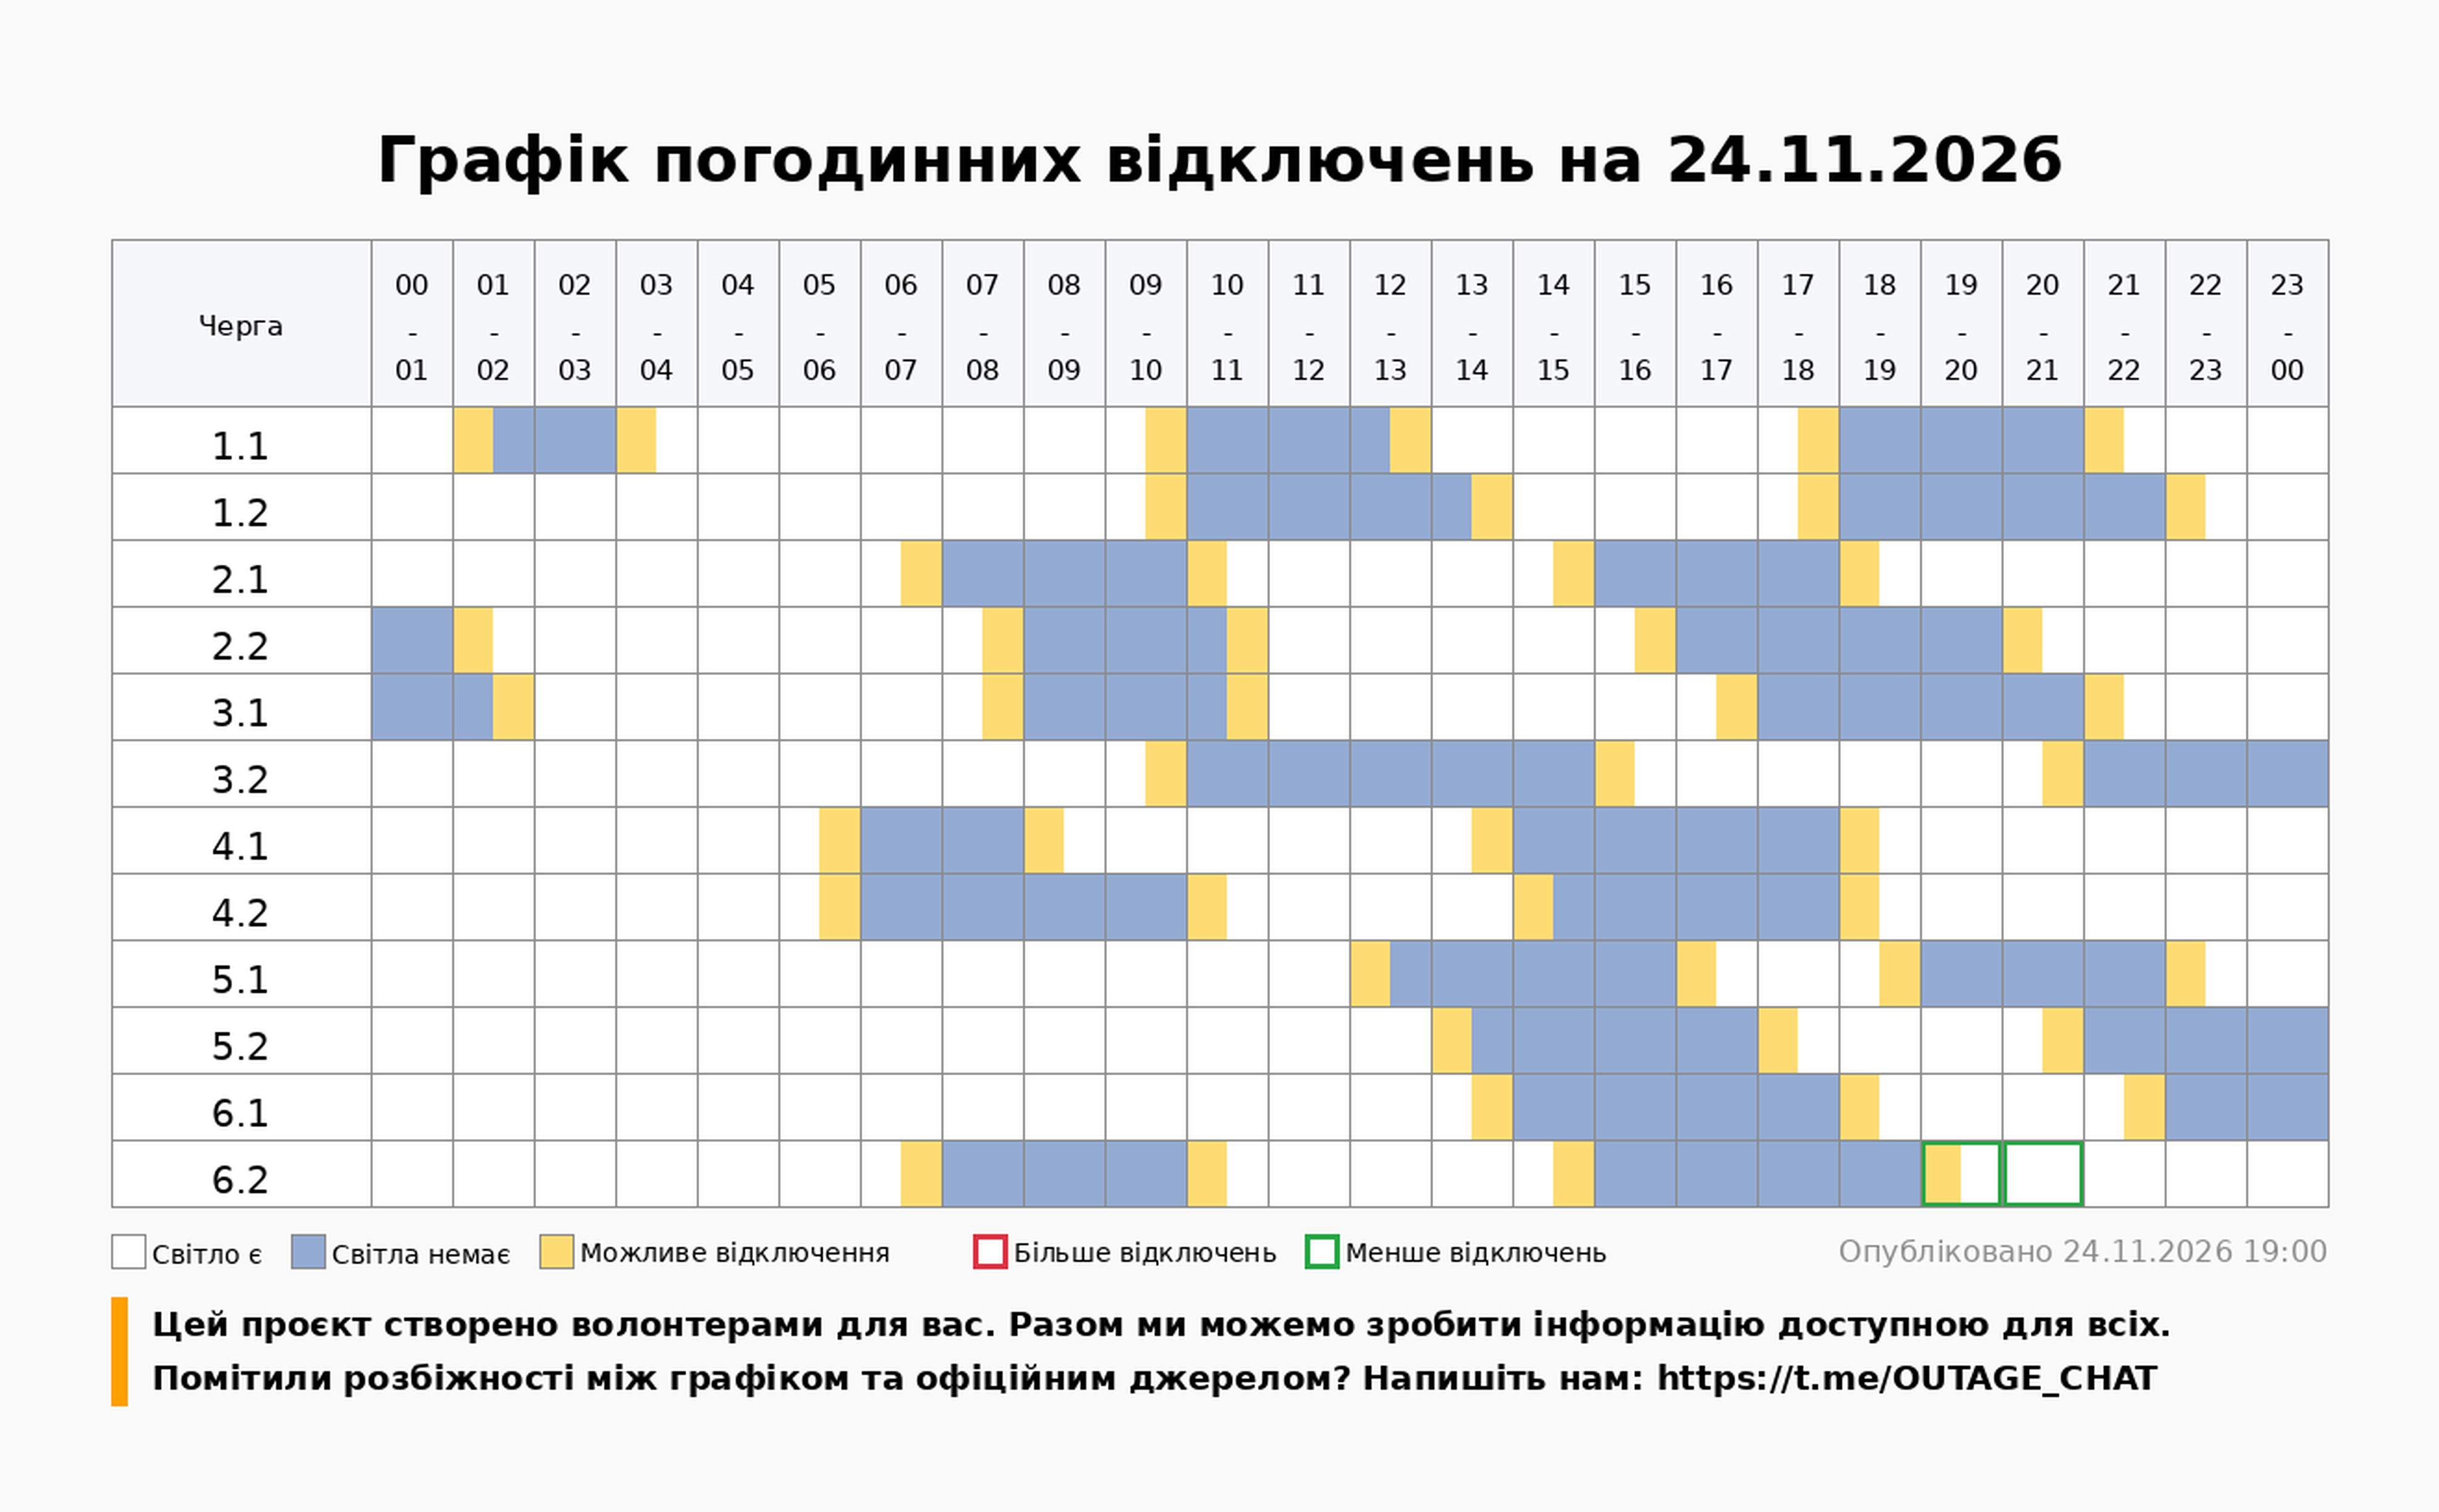 Графік погодинних відключень на 24.11.2026
Черга
00 - 01
01 - 02
02 - 03
03 - 04
04 - 05
05 - 06
06 - 07
07 - 08
08 - 09
09 - 10
10 - 11
11 - 12
12 - 13
13 - 14
14 - 15
15 - 16
16 - 17
17 - 18
18 - 19
19 - 20
20 - 21
21 - 22
22 - 23
23 - 00
1.1
1.2
2.1
2.2
3.1
3.2
4.1
4.2
5.1
5.2
6.1
6.2
Світло є
Світла немає
Можливе відключення
Більше відключень
Менше відключень
Опубліковано 24.11.2026 19:00
Цей проєкт створено волонтерами для вас. Разом ми можемо зробити інформацію доступною для всіх.
Помітили розбіжності між графіком та офіційним джерелом? Напишіть нам: https://t.me/OUTAGE_CHAT